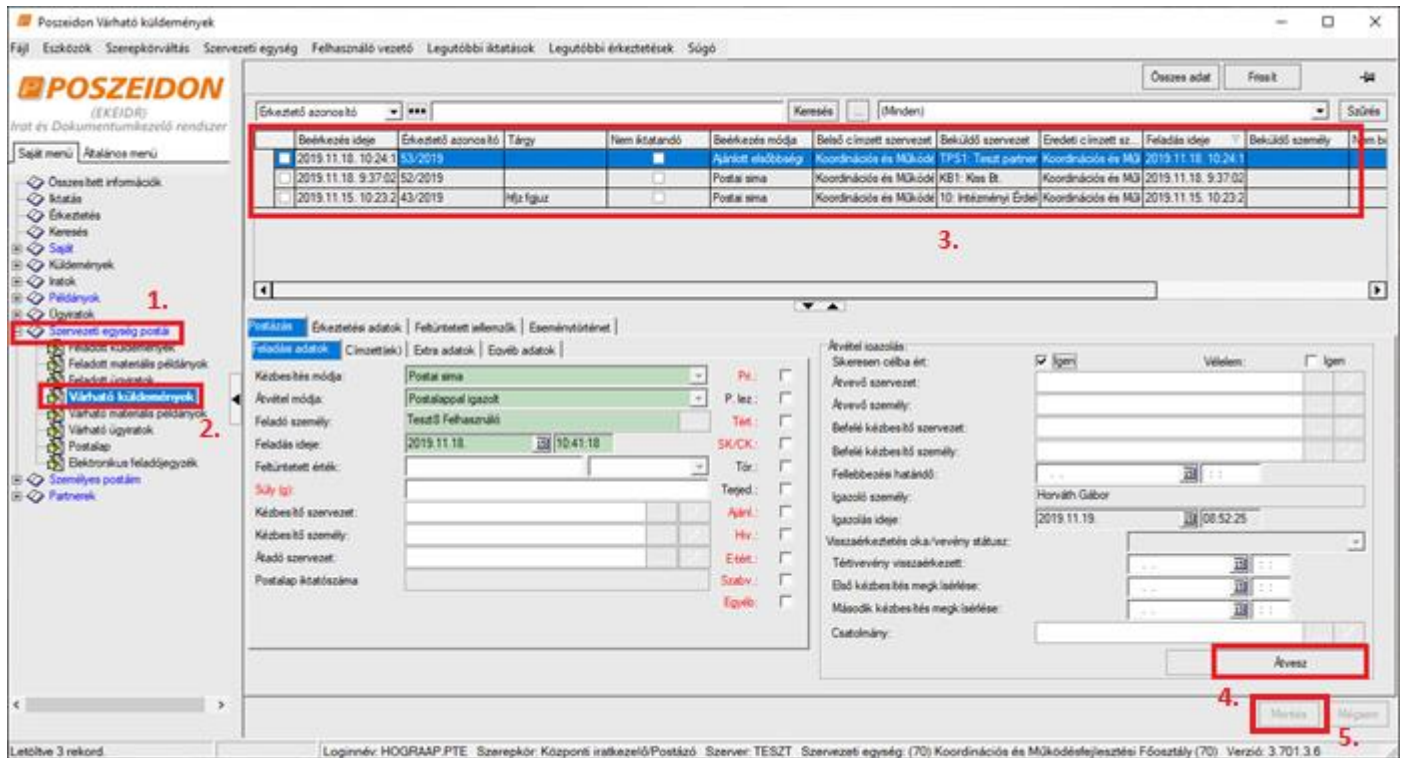 Poszeidon Várható küldemények
Fájl Eszközök Szerepkörváltás Szervezeti egység Felhasználó vezető Legutóbbi iktatások Legutóbbi érkeztetések Súgó
POSZEIDON
(EKEIDR)
Irat és Dokumentumkezelő rendszer
Saját menü Általános menü
Összesített információk
Iktatás
Érkeztetés
Keresés
Saját
Küldemények
Iratok
Példányok
1.
Ügyiratok
Szervezeti egység postái
Feladott küldemények
Feladott materiális példányok
Feladott ügyiratok
Várható küldemények
Várható materiális példányok
2.
Várható ügyiratok
Postalap
Elektronikus feladójegyzék
Személyes postáim
Partnerek
Összes adat Frissít
Érkeztető azonosító Keresés ... (Minden) Szűrés
Beérkezés ideje Érkeztető azonosító Tárgy Nem iktatandó Beérkezés módja Belső címzett szervezet Beküldő szervezet Eredeti címzett sz... Feladás ideje Beküldő személy
2019.11.18. 10:24:1 53/2019 Ajánlott elsőbbségi Koordinációs és Működé TPS1: Teszt partner Koordinációs és Mű 2019.11.18. 10:24:1
2019.11.18. 9:37:02 52/2019 Postai sima Koordinációs és Működé KB1: Kiss Bt. Koordinációs és Mű 2019.11.18. 9:37:02
2019.11.15. 10:23:2 43/2019 Postai sima Koordinációs és Működé 10: Intézményi Érdek Koordinációs és Mű 2019.11.15. 10:23:2
3.
Postázás Érkeztetési adatok Feltüntetett jellemzők Eseménytörténet
Feladás adatok Címzett(ek) Extra adatok Egyéb adatok
Kézbesítés módja: Postai sima Pri.:
Átvétel módja: Postalappal igazolt P. lez.:
Feladó személy: Teszt8 Felhasználó Tért.:
Feladás ideje: 2019.11.18. 10:41:18 SK/CK.:
Feltüntetett érték: Tör.:
Súly (g): Terjed.:
Kézbesítő szervezet: Ajánl.:
Kézbesítő személy: Hiv.:
Átadó szervezet: E.tért.:
Postalap iktatószáma Szabv.:
Egyéb:
Átvétel igazolás:
Sikeresen célba ért: Igen Vélelem: Igen
Átvevő szervezet:
Átvevő személy:
Befelé kézbesítő szervezet:
Befelé kézbesítő személy:
Fellebbezés határidő:
Igazoló személy: Horváth Gábor
Igazolás ideje: 2019.11.19. 08:52:25
Visszaérkeztetés oka/vevény státusz:
Tértivevény visszaérkezett:
Első kézbesítés megkísérlése:
Második kézbesítés megkísérlése:
Csatolmány:
Átvesz
4.
Mentés Mégsem
5.
Letöltve 3 rekord. Loginnév: HOGRAAP.PTE Szerepkör: Központi iratkezelő/Postázó Szerver: TESZT Szervezeti egység: (70) Koordinációs és Működésfejlesztési Főosztály (70) Verzió: 3.701.3.6